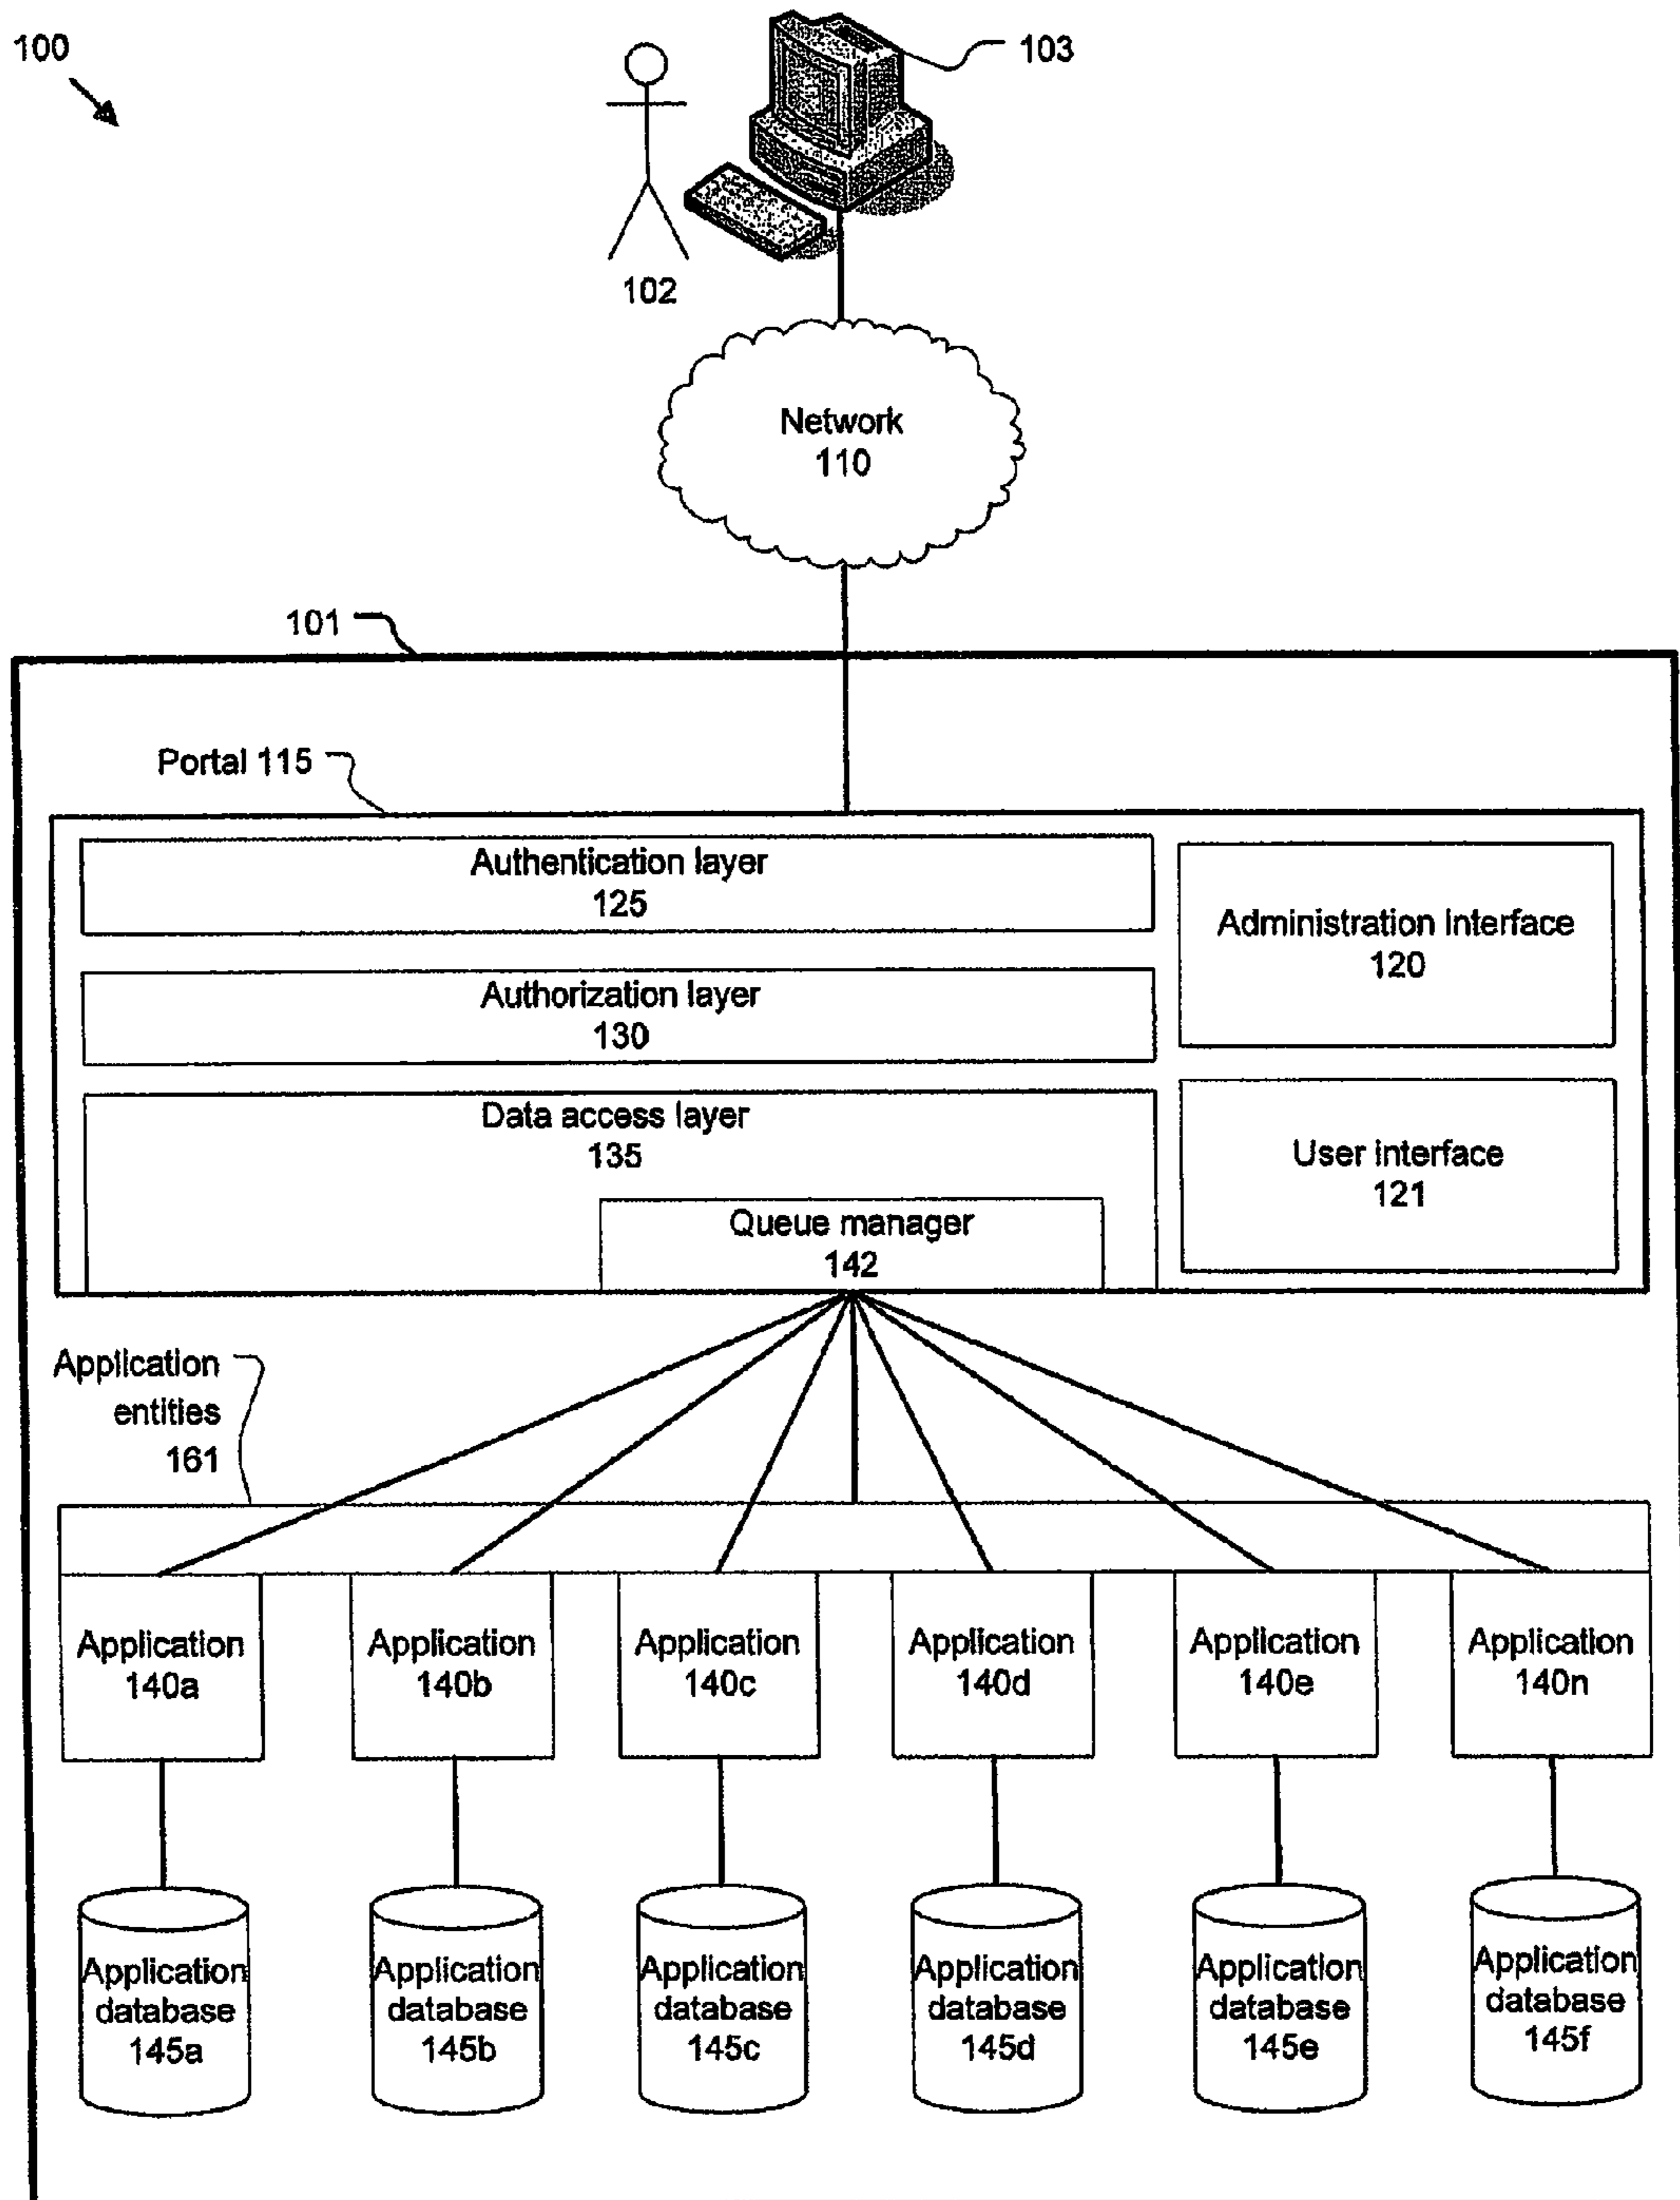 100
103
102
Network
110
101
Portal 115
Authentication layer
125
Administration Interface
120
Authorization layer
130
Data access layer
135
User interface
121
Queue manager
142
Application
entities
161
Application
140a
Application
140b
Application
140c
Application
140d
Application
140e
Application
140n
Application
database
145a
Application
database
145b
Application
database
145c
Application
database
145d
Application
database
145e
Application
database
145f